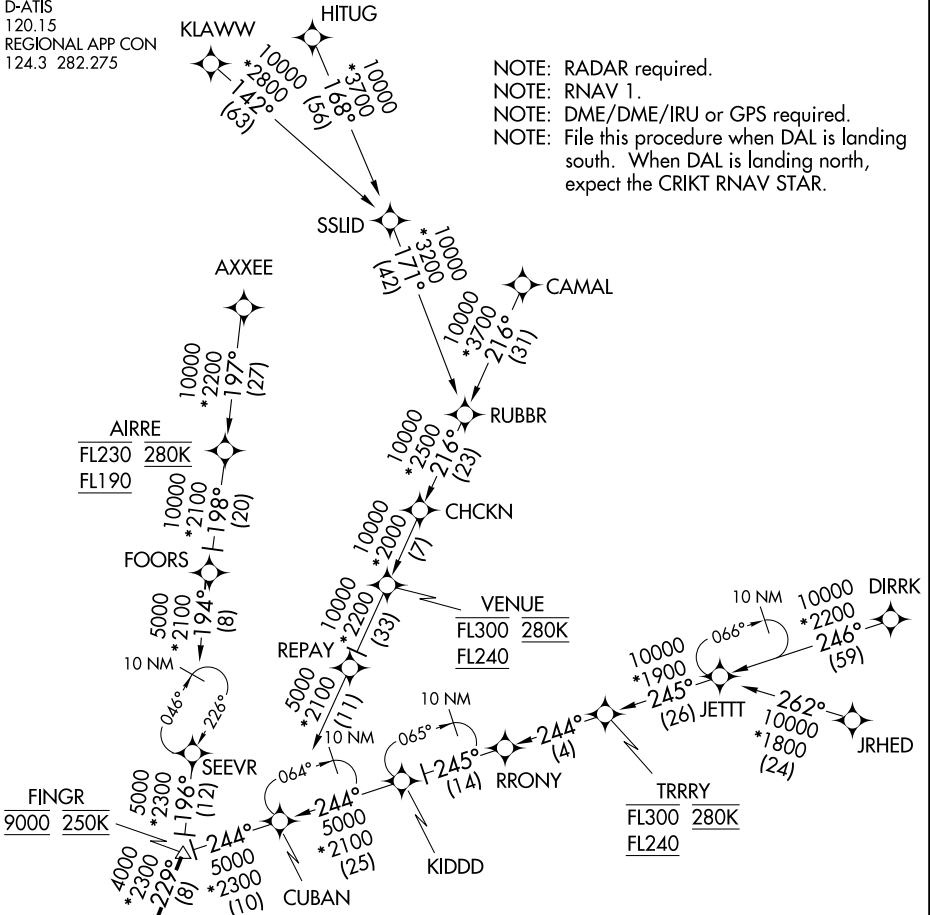 D-ATIS
120.15
REGIONAL APP CON
124.3 282.275
KLAWW
HITUG
10000
*2800
142°
(63)
10000
*3700
168°
(56)
NOTE: RADAR required.
NOTE: RNAV 1.
NOTE: DME/DME/IRU or GPS required.
NOTE: File this procedure when DAL is landing
south. When DAL is landing north,
expect the CRIKT RNAV STAR.
SSLID
10000
*3200
171°
(42)
AXXEE
CAMAL
10000
*3700
216°
(31)
10000
*2200
197°
(27)
RUBBR
AIRRE
FL230 280K
FL190
10000
*2500
216°
(23)
10000
*2100
198°
(20)
CHCKN
10000
*2000
(7)
FOORS
VENUE
FL300 280K
FL240
10000
*2200
(33)
5000
*2100
194°
(8)
REPAY
5000
*2100
(11)
10 NM
046°
226°
SEEVR
DIRRK
10000
*2200
246°
(59)
10 NM
066°
JETTT
10000
*1900
245°
(26)
262°
10000
*1800
(24)
JRHED
TRRRY
FL300 280K
FL240
244°
(4)
RRONY
245°
(14)
10 NM
065°
KIDDD
244°
5000
*2100
(25)
10 NM
064°
CUBAN
244°
5000
*2300
(10)
5000
*2300
196°
(12)
FINGR
9000 250K
4000
*2300
229°
(8)